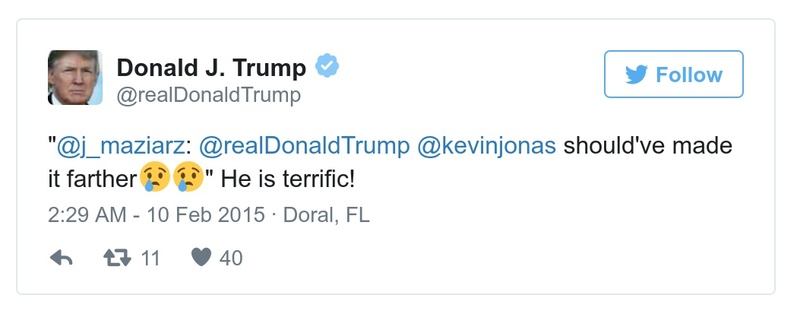 Donald J. Trump
@realDonaldTrump
Follow
"@j_maziarz: @realDonaldTrump @kevinjonas should've made
it farther😢😢" He is terrific!
2:29 AM - 10 Feb 2015 · Doral, FL
11 40